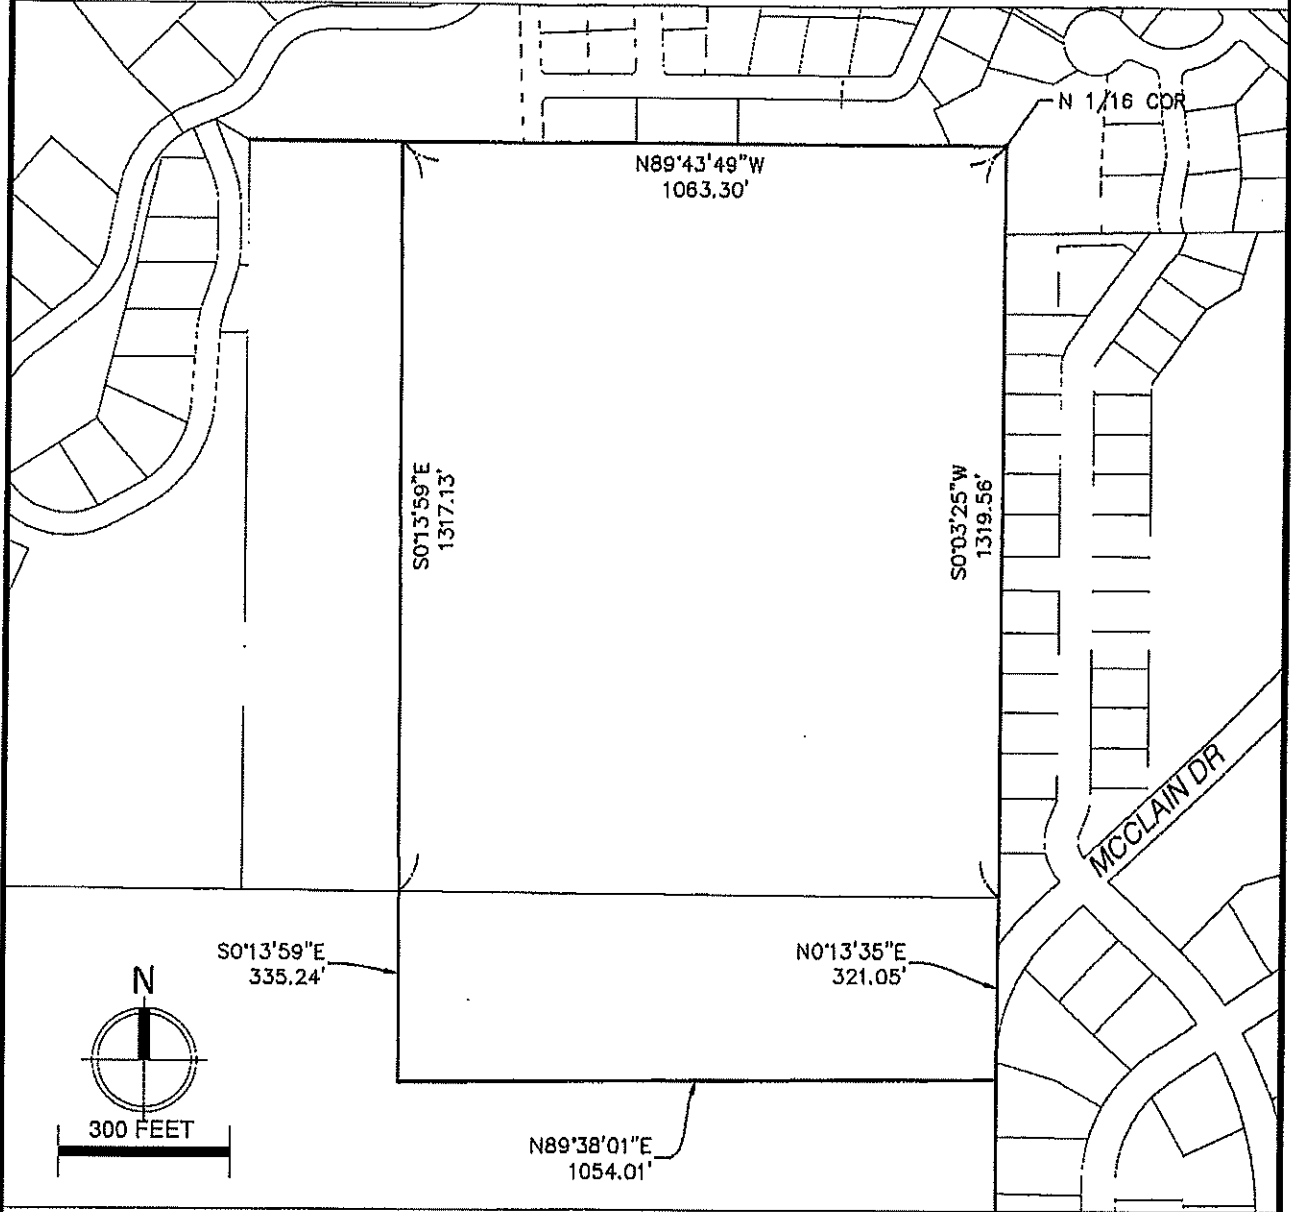 N 1/16 COR
N89°43'49"W
1063.30'
S0°13'59"E
1317.13'
S0°03'25"W
1319.56'
MCCLAIN DR
S0°13'59"E
335.24'
N0°13'35"E
321.05'
N
300 FEET
N89°38'01"E
1054.01'